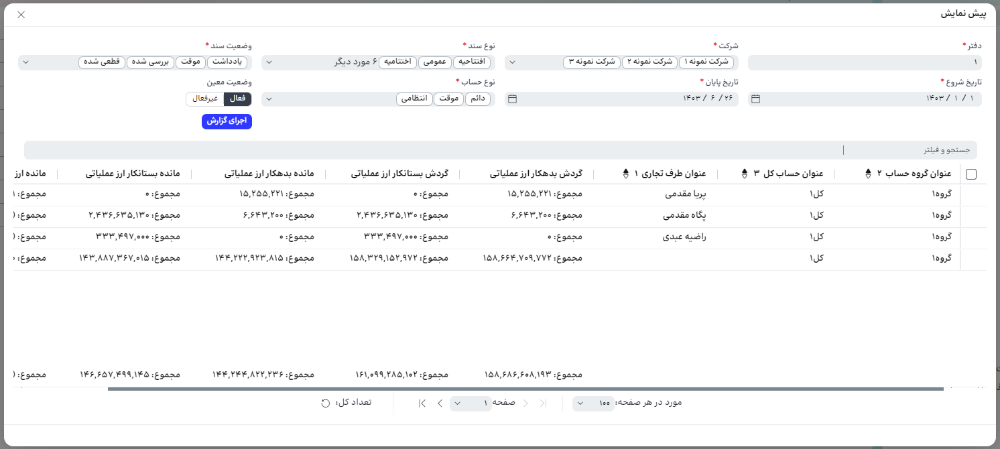 پیش نمایش
دفتر *
۱
شرکت *
شرکت نمونه ۱ شرکت نمونه ۲ شرکت نمونه ۳
نوع سند *
افتتاحیه عمومی اختتامیه ۶ مورد دیگر
وضعیت سند *
یادداشت موقت بررسی شده قطعی شده
تاریخ شروع *
۱۴۰۳ / ۱ / ۱
تاریخ پایان *
۱۴۰۳ / ۶ / ۲۶
نوع حساب *
دائم موقت انتظامی
وضعیت معین
فعال غیرفعال
اجرای گزارش
جستجو و فیلتر
عنوان گروه حساب ۲ عنوان حساب کل ۳ عنوان طرف تجاری ۱ گردش بدهکار ارز عملیاتی گردش بستانکار ارز عملیاتی مانده بدهکار ارز عملیاتی مانده بستانکار ارز عملیاتی مانده ارز
گروه۱ کل۱ پریا مقدمی مجموع: ۱۵,۲۵۵,۲۲۱ مجموع: ۰ مجموع: ۱۵,۲۵۵,۲۲۱ مجموع: ۰ مجموع:
گروه۱ کل۱ پگاه مقدمی مجموع: ۶,۶۴۳,۲۰۰ مجموع: ۲,۴۳۶,۶۳۵,۱۳۰ مجموع: ۶,۶۴۳,۲۰۰ مجموع: ۲,۴۳۶,۶۳۵,۱۳۰ مجموع:
گروه۱ کل۱ راضیه عبدی مجموع: ۰ مجموع: ۳۳۳,۴۹۷,۰۰۰ مجموع: ۰ مجموع: ۳۳۳,۴۹۷,۰۰۰ مجموع:
گروه۱ کل۱ مجموع: ۱۵۸,۶۶۴,۷۰۹,۷۷۲ مجموع: ۱۵۸,۳۲۹,۱۵۲,۹۷۲ مجموع: ۱۴۴,۲۲۲,۹۲۳,۸۱۵ مجموع: ۱۴۳,۸۸۷,۳۶۷,۰۱۵ مجموع:
مجموع: ۱۵۸,۶۸۶,۶۰۸,۱۹۳ مجموع: ۱۶۱,۰۹۹,۲۸۵,۱۰۲ مجموع: ۱۴۴,۲۴۴,۸۲۲,۲۳۶ مجموع: ۱۴۶,۶۵۷,۴۹۹,۱۴۵ مجموع:
مورد در هر صفحه: ۱۰۰ صفحه ۱ تعداد کل: